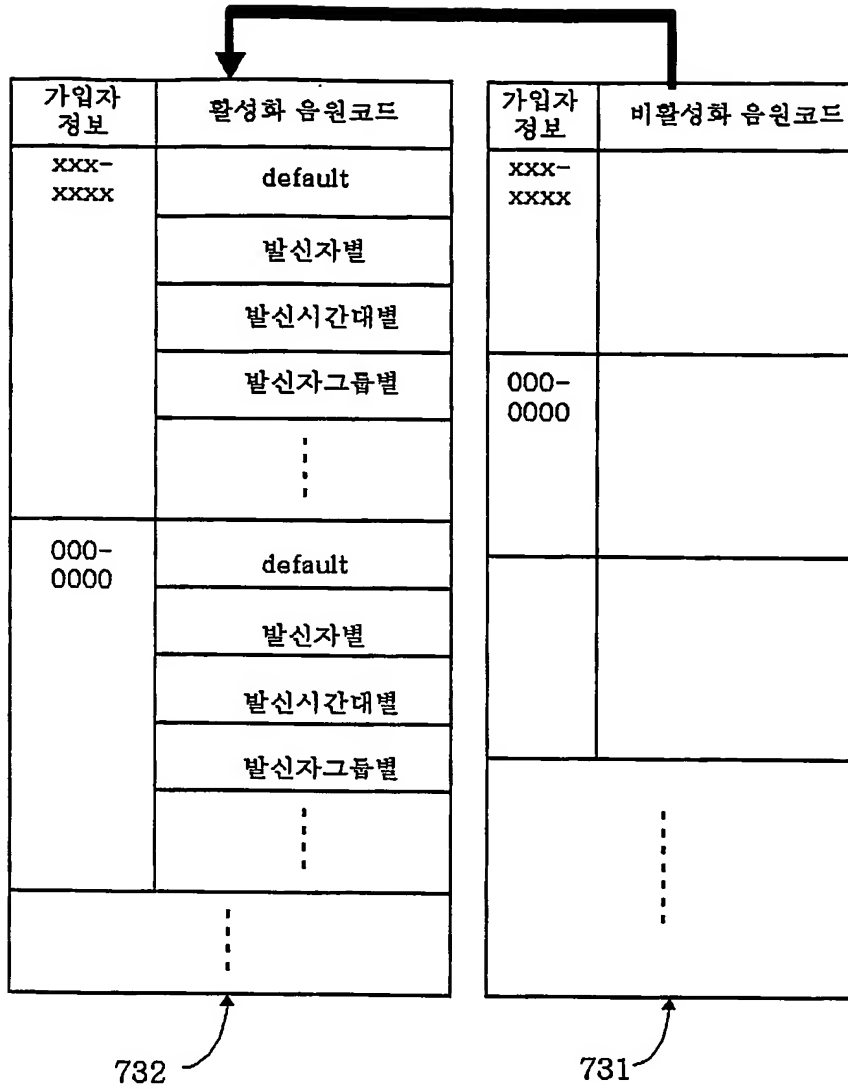 가입자
정보
활성화 음원코드
xxx-
xxxx
default
발신자별
발신시간대별
발신자그룹별
000-
0000
default
발신자별
발신시간대별
발신자그룹별
732
가입자
정보
비활성화 음원코드
xxx-
xxxx
000-
0000
731